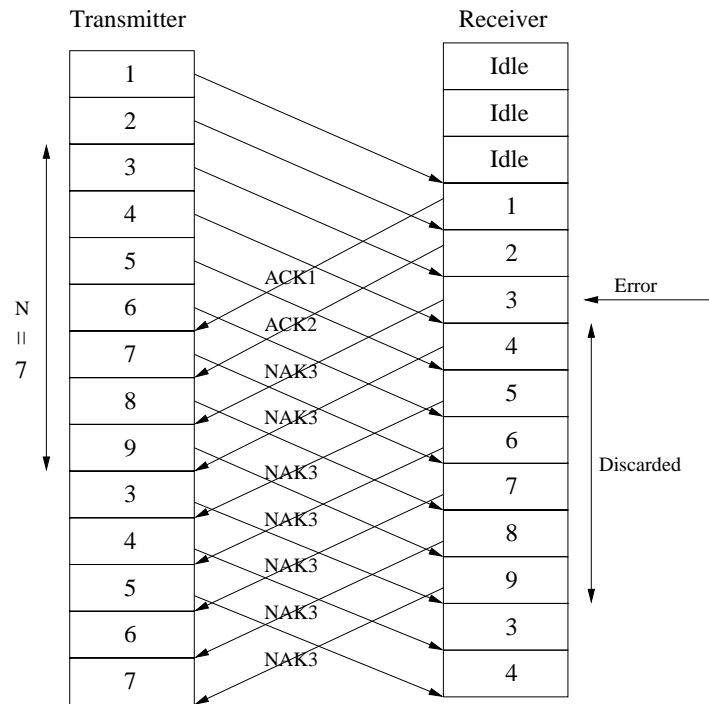 Transmitter
Receiver
1
2
3
4
5
6
7
8
9
3
4
5
6
7
N
=
7
ACK1
ACK2
NAK3
NAK3
NAK3
NAK3
NAK3
NAK3
NAK3
Idle
Idle
Idle
1
2
3
4
5
6
7
8
9
3
4
Error
Discarded